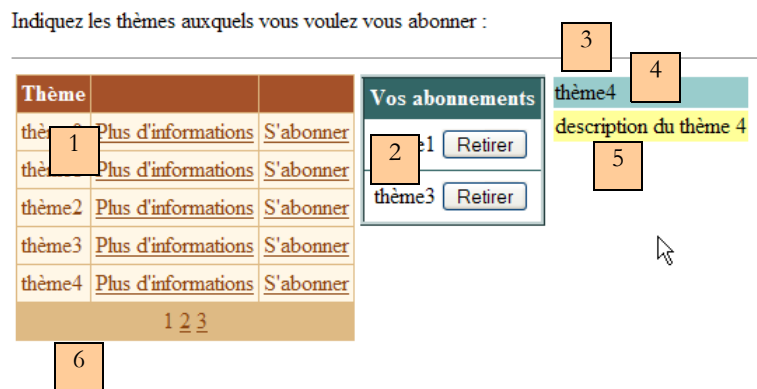 Indiquez les thèmes auxquels vous voulez vous abonner :
3
4
Thème
Vos abonnements
thème4
Plus d'informations S'abonner
description du thème 4
1
2
Retirer
5
Plus d'informations S'abonner
thème2 Plus d'informations S'abonner
thème3 Retirer
thème3 Plus d'informations S'abonner
thème4 Plus d'informations S'abonner
1 2 3
6